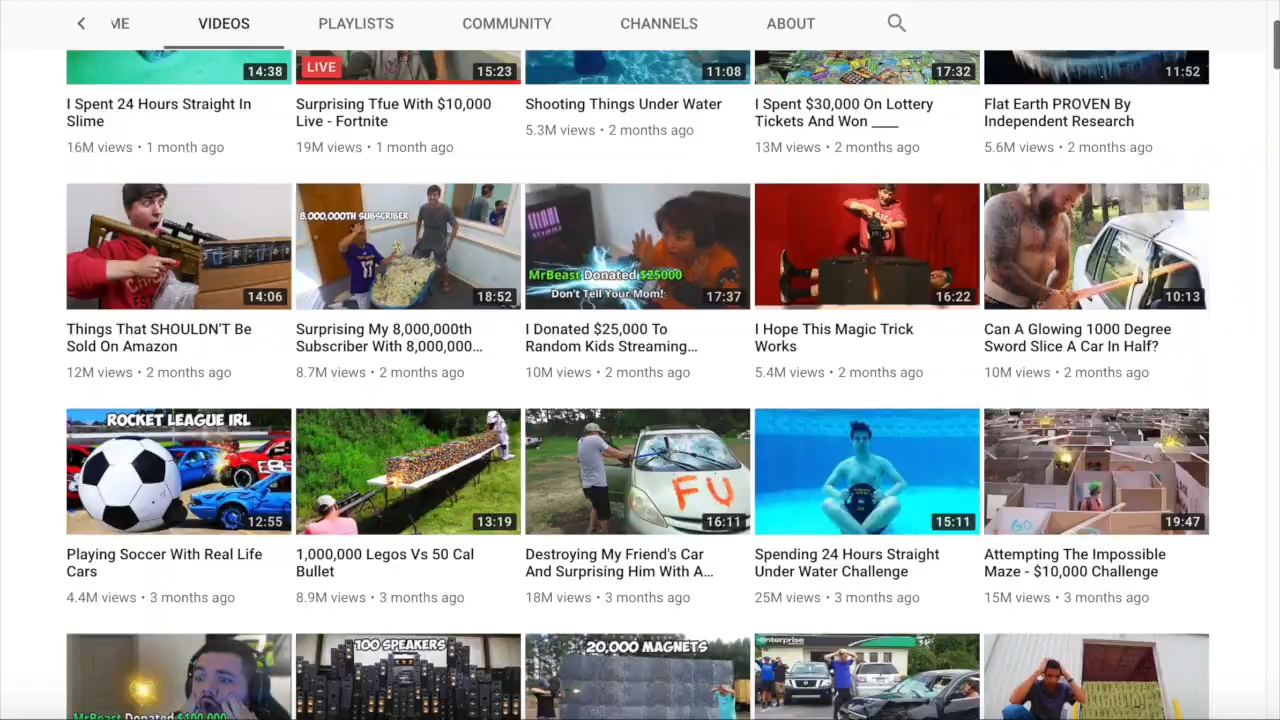 ME VIDEOS PLAYLISTS COMMUNITY CHANNELS ABOUT
14:38 LIVE 15:23 11:08 17:32 11:52
I Spent 24 Hours Straight In
Slime
16M views • 1 month ago
Surprising Tfue With $10,000
Live - Fortnite
19M views • 1 month ago
Shooting Things Under Water
5.3M views • 2 months ago
I Spent $30,000 On Lottery
Tickets And Won ____
13M views • 2 months ago
Flat Earth PROVEN By
Independent Research
5.6M views • 2 months ago
14:06
Things That SHOULDN'T Be
Sold On Amazon
12M views • 2 months ago
8,000,000TH SUBSCRIBER
18:52
Surprising My 8,000,000th
Subscriber With 8,000,000...
8.7M views • 2 months ago
MrBeast Donated $25000
Don't Tell Your Mom!
17:37
I Donated $25,000 To
Random Kids Streaming...
10M views • 2 months ago
16:22
I Hope This Magic Trick
Works
5.4M views • 2 months ago
10:13
Can A Glowing 1000 Degree
Sword Slice A Car In Half?
10M views • 2 months ago
ROCKET LEAGUE IRL
12:55
Playing Soccer With Real Life
Cars
4.4M views • 3 months ago
13:19
1,000,000 Legos Vs 50 Cal
Bullet
8.9M views • 3 months ago
FU
16:11
Destroying My Friend's Car
And Surprising Him With A...
18M views • 3 months ago
15:11
Spending 24 Hours Straight
Under Water Challenge
25M views • 3 months ago
GO
19:47
Attempting The Impossible
Maze - $10,000 Challenge
15M views • 3 months ago
MrBeast Donated $100,000
100 SPEAKERS
20,000 MAGNETS
enterprise